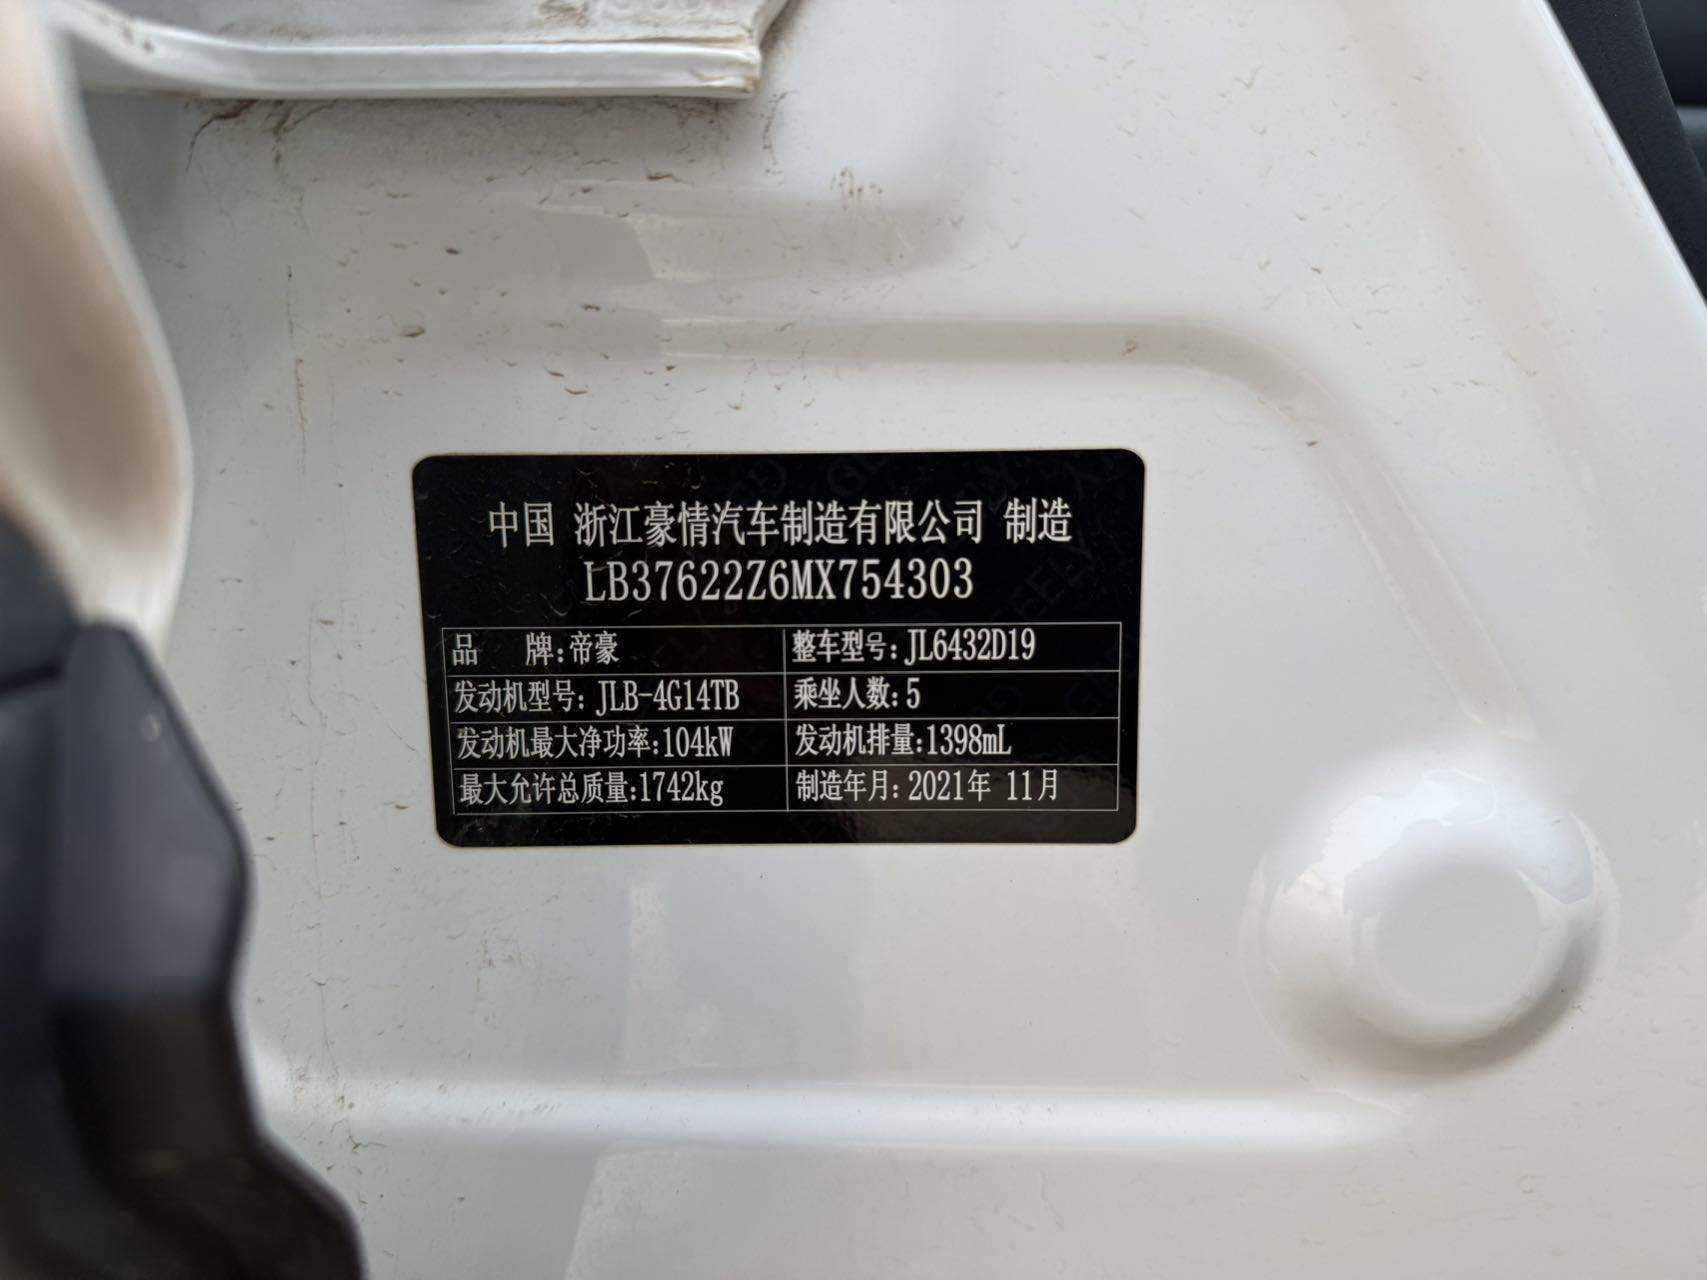 中国 浙江豪情汽车制造有限公司 制造
LB37622Z6MX754303
品 牌:帝豪 整车型号:JL6432D19
发动机型号: JLB-4G14TB 乘坐人数:5
发动机最大净功率:104kW 发动机排量:1398mL
最大允许总质量:1742kg 制造年月: 2021年 11月